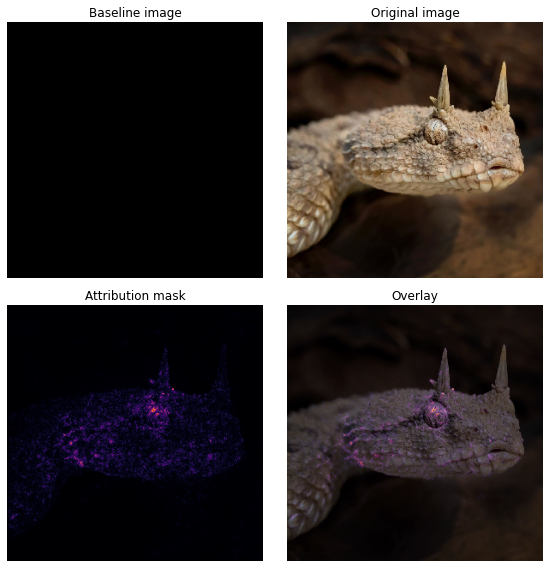 Baseline image
Original image
Attribution mask
Overlay